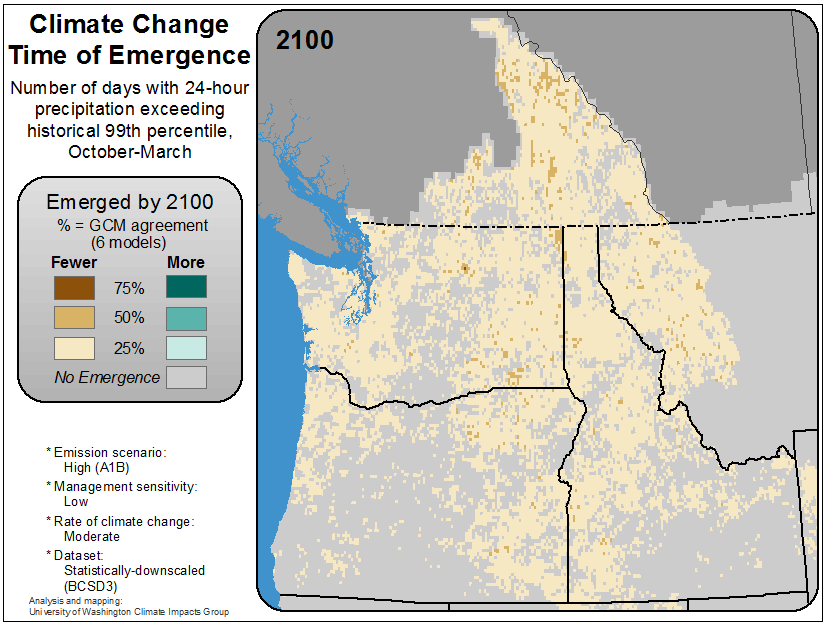 Climate Change
Time of Emergence
Number of days with 24-hour
precipitation exceeding
historical 99th percentile,
October-March
Emerged by 2100
% = GCM agreement
(6 models)
Fewer More
75%
50%
25%
No Emergence
* Emission scenario:
High (A1B)
* Management sensitivity:
Low
* Rate of climate change:
Moderate
* Dataset:
Statistically-downscaled
(BCSD3)
Analysis and mapping:
University of Washington Climate Impacts Group
2100